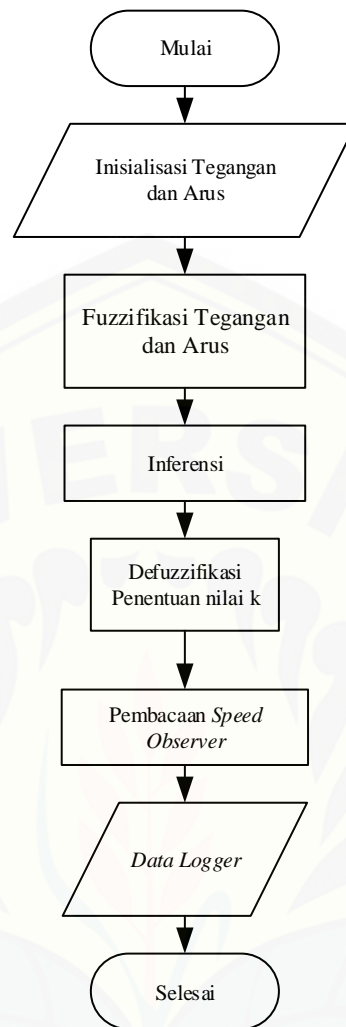 Mulai
Inisialisasi Tegangan
dan Arus
Fuzzifikasi Tegangan
dan Arus
Inferensi
Defuzzifikasi
Penentuan nilai k
Pembacaan Speed
Observer
Data Logger
Selesai